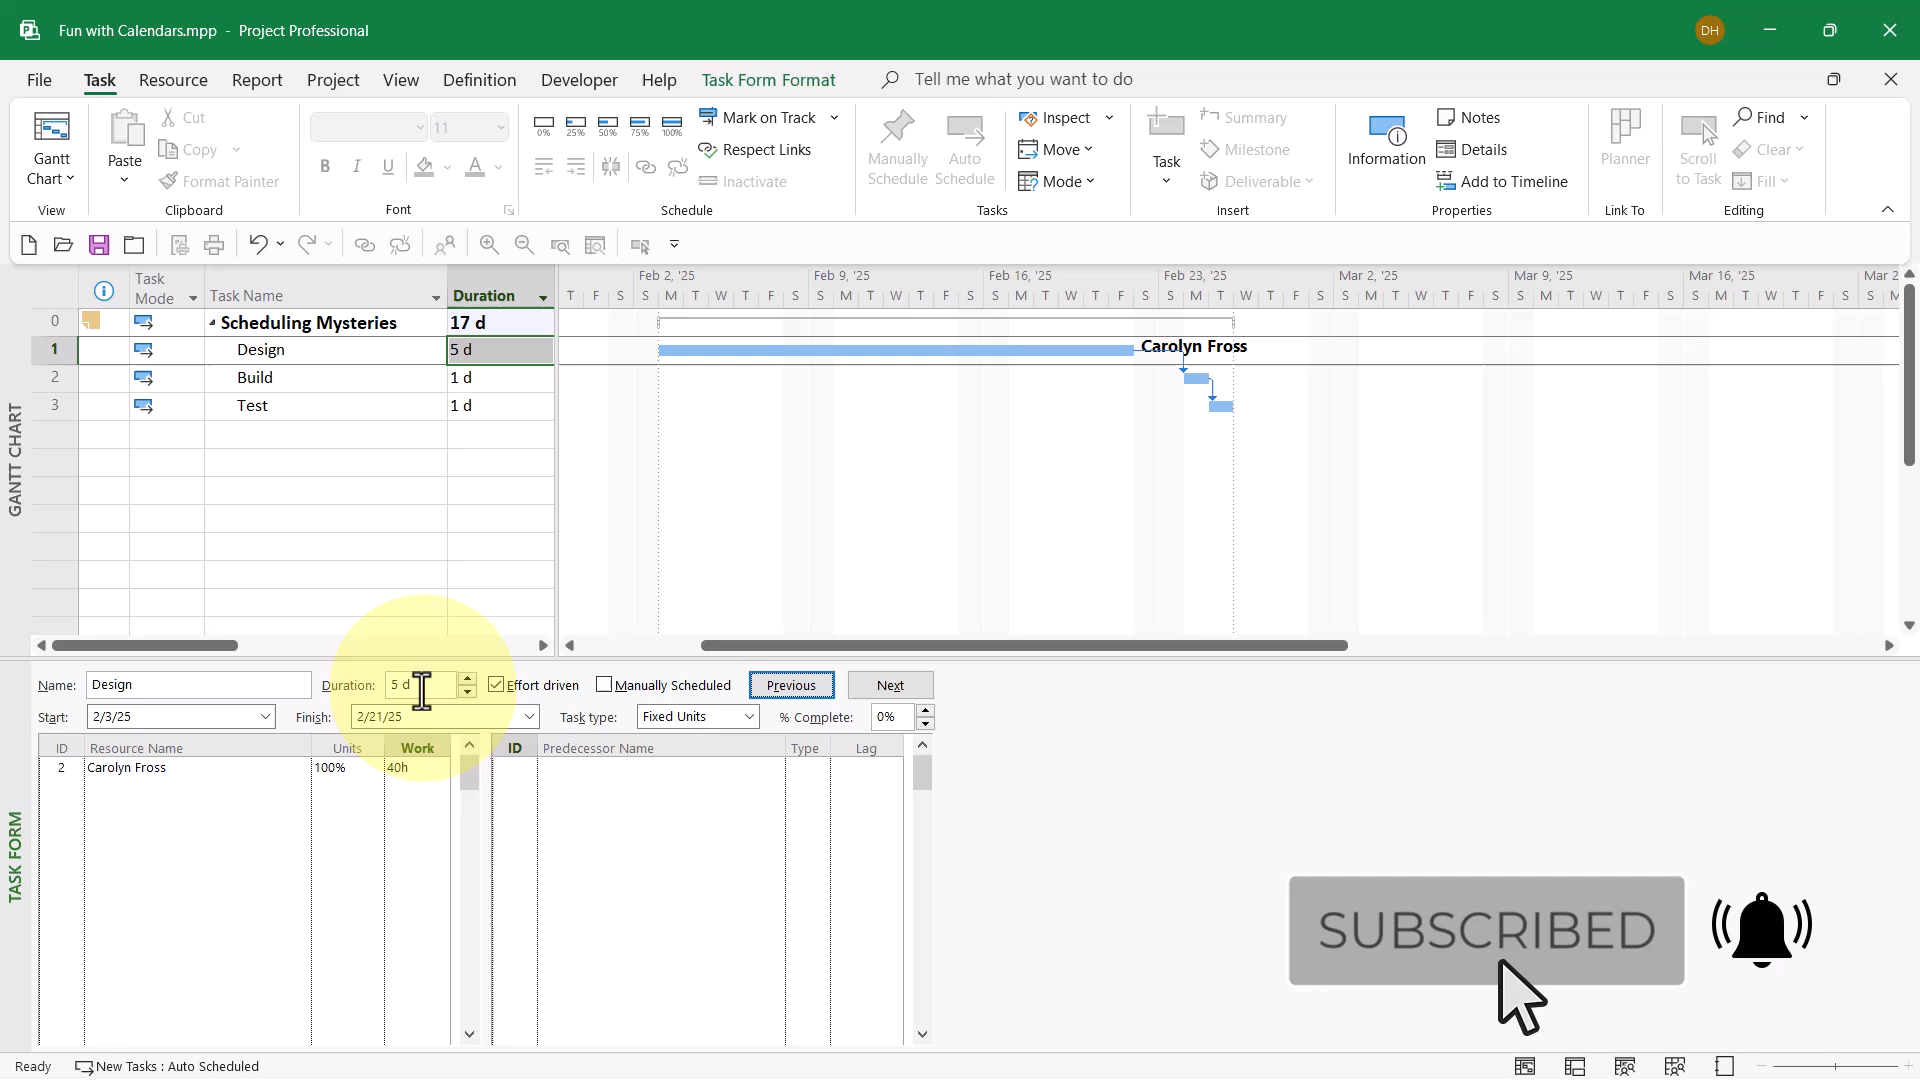 Fun with Calendars.mpp - Project Professional
DH
File Task Resource Report Project View Definition Developer Help Task Form Format Tell me what you want to do
Gantt Chart
View
Paste
Cut
Copy
Format Painter
Clipboard
11
B I U A
Font
0% 25% 50% 75% 100%
Mark on Track
Respect Links
Inactivate
Schedule
Manually Schedule
Auto Schedule
Inspect
Move
Mode
Tasks
Task
Summary
Milestone
Deliverable
Insert
Information
Notes
Details
Add to Timeline
Properties
Planner
Link To
Scroll to Task
Find
Clear
Fill
Editing
Task Mode Task Name Duration
Feb 2, '25 Feb 9, '25 Feb 16, '25 Feb 23, '25 Mar 2, '25 Mar 9, '25 Mar 16, '25 Mar 2
T F S S M T W T F S S M T W T F S S M T W T F S S M T W T F S S M T W T F S S M T W T F S S M T W T F S S M
0 Scheduling Mysteries 17 d
1 Design 5 d Carolyn Fross
2 Build 1 d
3 Test 1 d
GANTT CHART
Name: Design Duration: 5 d Effort driven Manually Scheduled Previous Next
Start: 2/3/25 Finish: 2/21/25 Task type: Fixed Units % Complete: 0%
ID Resource Name Units Work ID Predecessor Name Type Lag
2 Carolyn Fross 100% 40h
TASK FORM
SUBSCRIBED
Ready New Tasks : Auto Scheduled